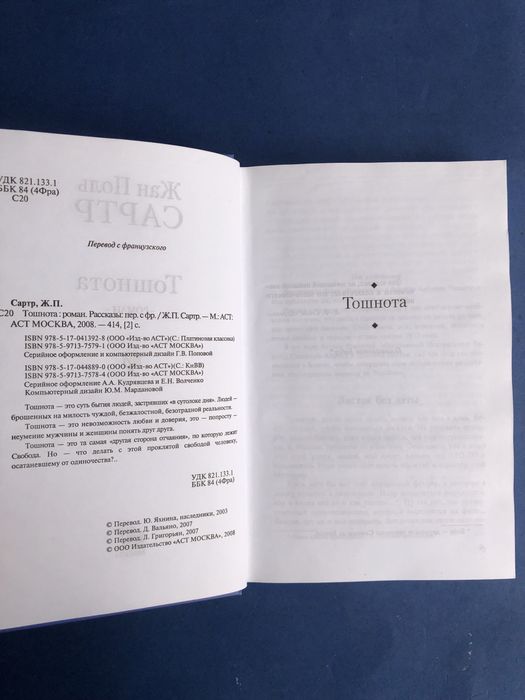 УДК 821.133.1
ББК 84 (4Фра)
С20
Перевод с французского
Сартр, Ж.П.
С20 Тошнота : роман. Рассказы: пер. с фр. / Ж.П. Сартр. — М.: АСТ:
АСТ МОСКВА, 2008. — 414, [2] с.
ISBN 978-5-17-041392-8 (ООО «Изд-во АСТ»)(С.: Платиновая классика)
ISBN 978-5-9713-7579-1 (ООО Изд-во «АСТ МОСКВА»)
Серийное оформление и компьютерный дизайн Г.В. Поповой
ISBN 978-5-17-044889-0 (ООО «Изд-во АСТ»)(С.: КиВВ)
ISBN 978-5-9713-7578-4 (ООО Изд-во «АСТ МОСКВА»)
Серийное оформление А.А. Кудрявцева и Е.Н. Волченко
Компьютерный дизайн Ю.М. Мардановой
Тошнота — это суть бытия людей, застрявших «в сутолоке дня». Людей —
брошенных на милость чуждой, безжалостной, безотрадной реальности.
Тошнота — это невозможность любви и доверия, это — попросту —
неумение мужчины и женщины понять друг друга.
Тошнота — это та самая «другая сторона отчаяния», по которую лежит
Свобода. Но — что делать с этой проклятой свободой человеку,
осатаневшему от одиночества?..
УДК 821.133.1
ББК 84 (4Фра)
© Перевод. Ю. Яхнина, наследники, 2003
© Перевод. Д. Вальяно, 2007
© Перевод. Л. Григорьян, 2007
© ООО Издательство «АСТ МОСКВА», 2008
Тошнота